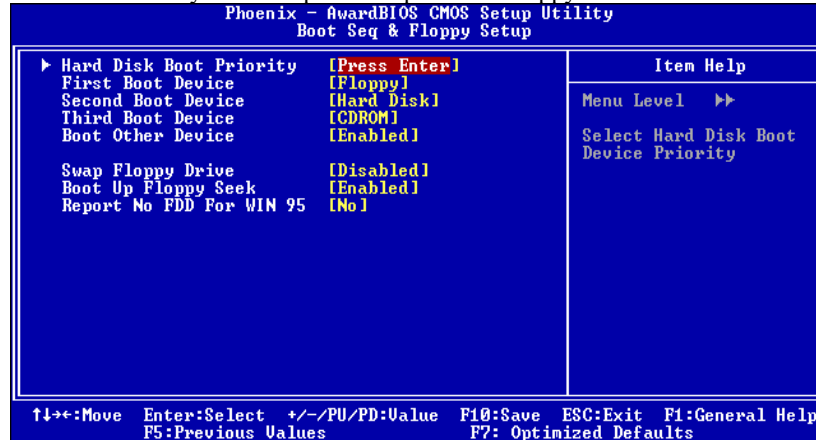 Phoenix - AwardBIOS CMOS Setup Utility
Boot Seq & Floppy Setup
Hard Disk Boot Priority [Press Enter]
First Boot Device [Floppy]
Second Boot Device [Hard Disk]
Third Boot Device [CDROM]
Boot Other Device [Enabled]
Swap Floppy Drive [Disabled]
Boot Up Floppy Seek [Enabled]
Report No FDD For WIN 95 [No]
Item Help
Menu Level ▶▶
Select Hard Disk Boot
Device Priority
↑↓→←:Move Enter:Select +/-/PU/PD:Value F10:Save ESC:Exit F1:General Help
F5:Previous Values F7: Optimized Defaults